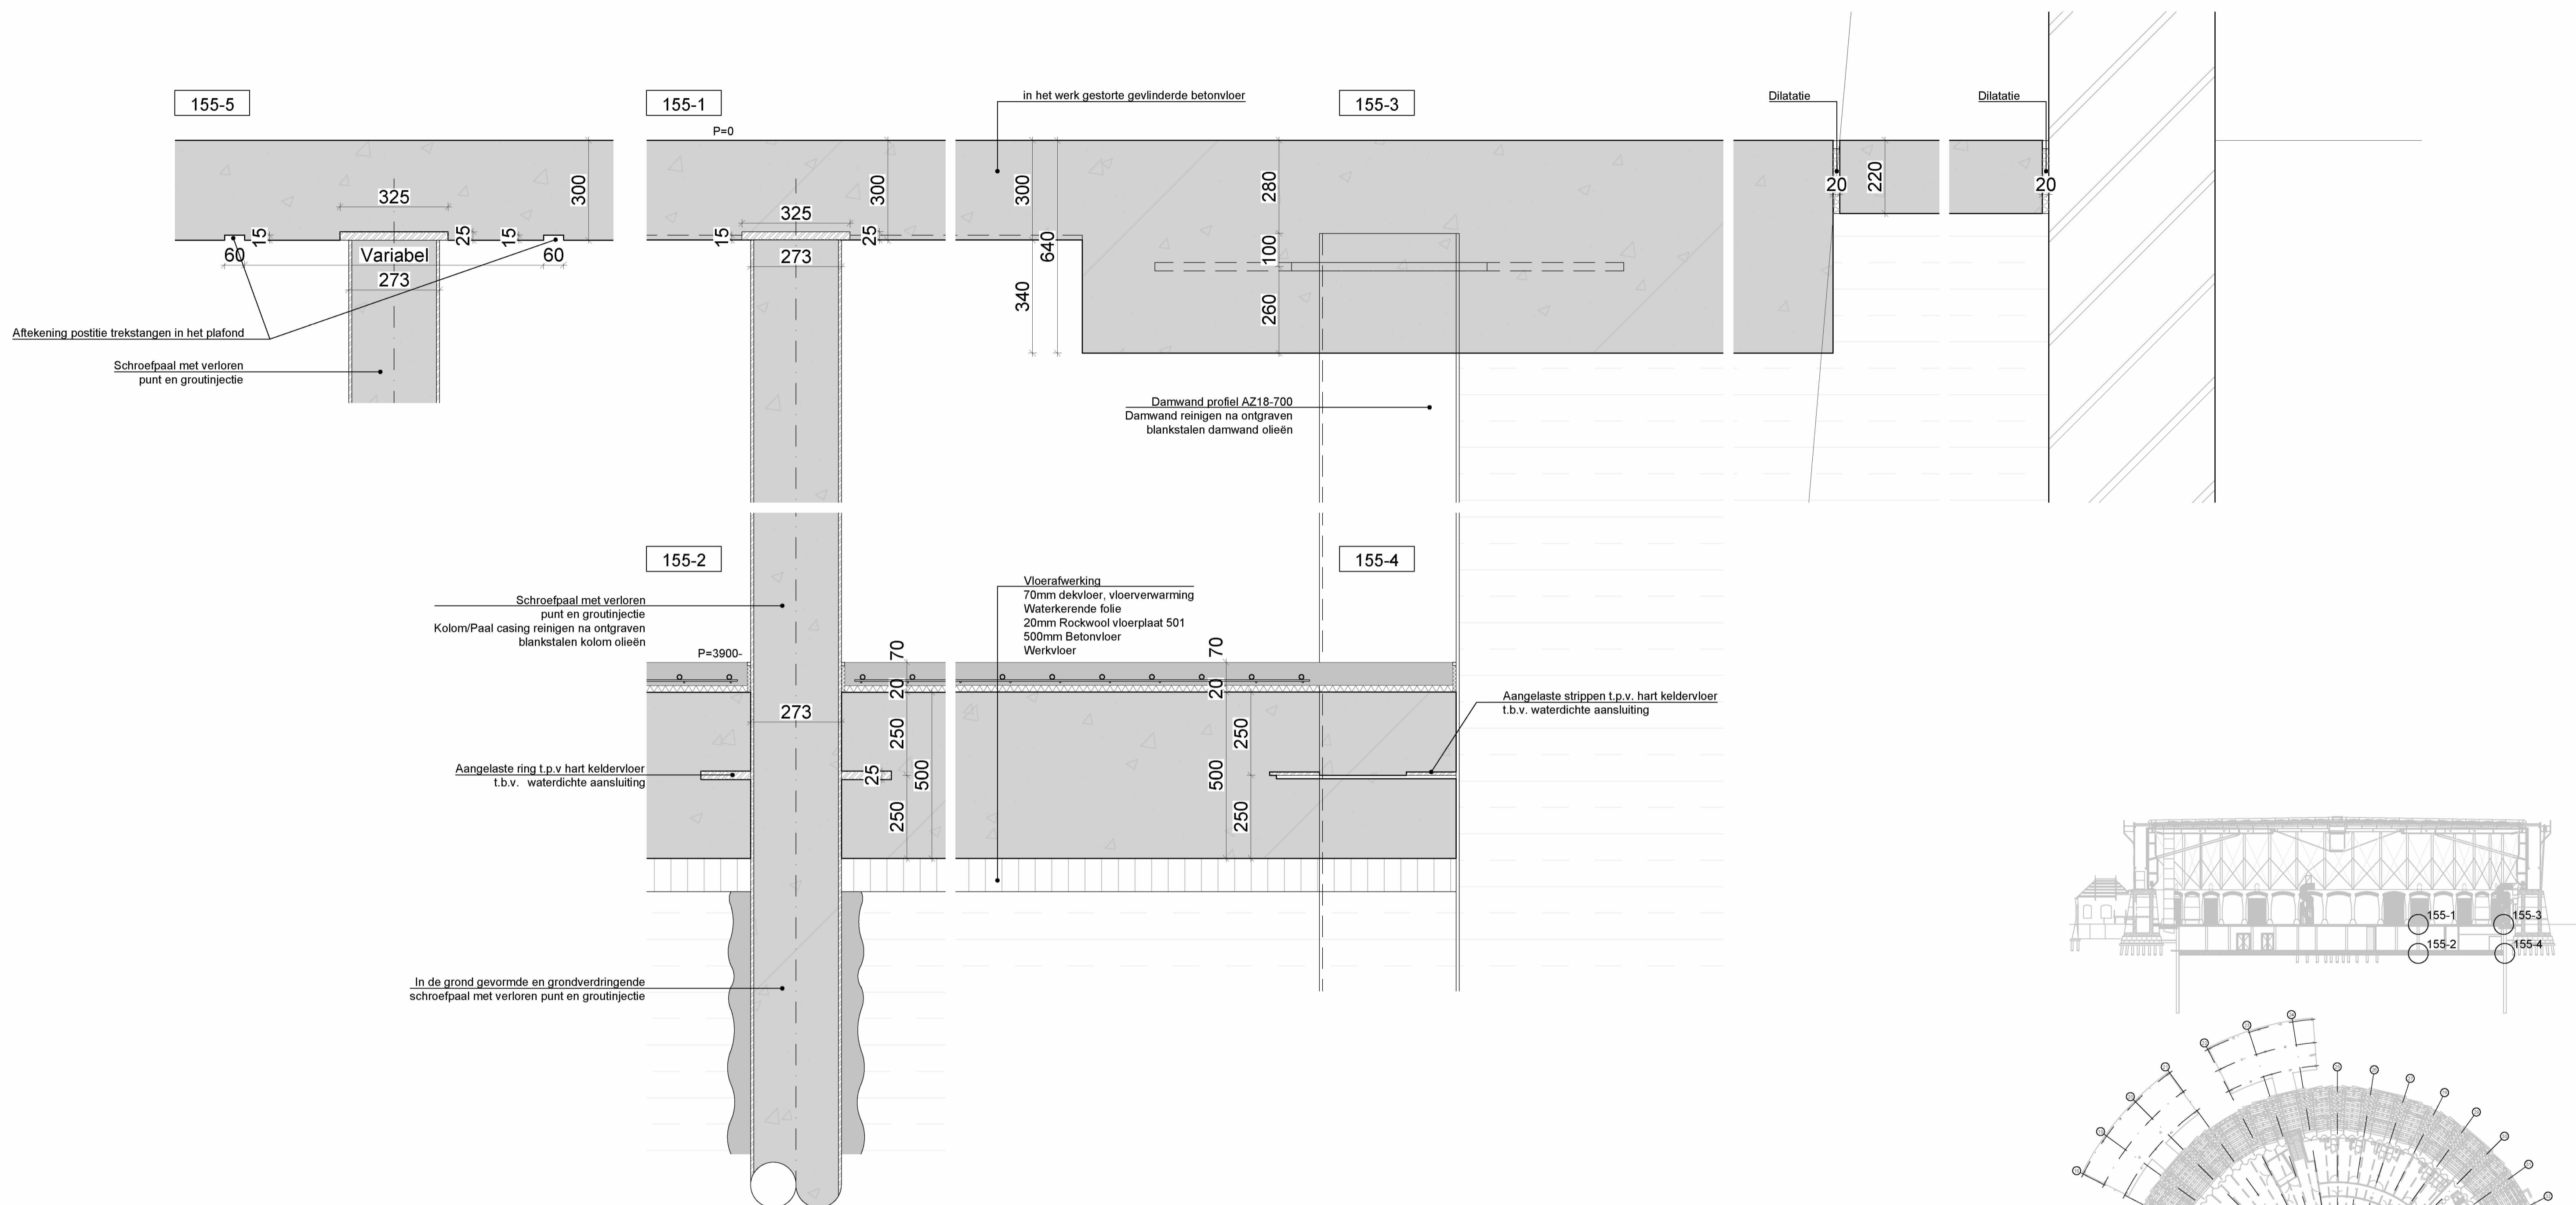 155-5
155-1
in het werk gestorte gevlinderde betonvloer
155-3
Dilatatie
Dilatatie
P=0
300
325
15
25
15
60
Variabel
60
273
Aftekening postitie trekstangen in het plafond
Schroefpaal met verloren
punt en groutinjectie
300
325
15
25
273
300
640
340
280
100
260
20
220
20
Damwand profiel AZ18-700
Damwand reinigen na ontgraven
blankstalen damwand olieën
155-2
155-4
Schroefpaal met verloren
punt en groutinjectie
Kolom/Paal casing reinigen na ontgraven
blankstalen kolom olieën
Vloerafwerking
70mm dekvloer, vloerverwarming
Waterkerende folie
20mm Rockwool vloerplaat 501
500mm Betonvloer
Werkvloer
P=3900-
70
20
273
250
500
25
250
70
20
250
500
250
Aangelaste strippen t.p.v. hart keldervloer
t.b.v. waterdichte aansluiting
Aangelaste ring t.p.v hart keldervloer
t.b.v. waterdichte aansluiting
In de grond gevormde en grondverdringende
schroefpaal met verloren punt en groutinjectie
155-1
155-3
155-2
155-4